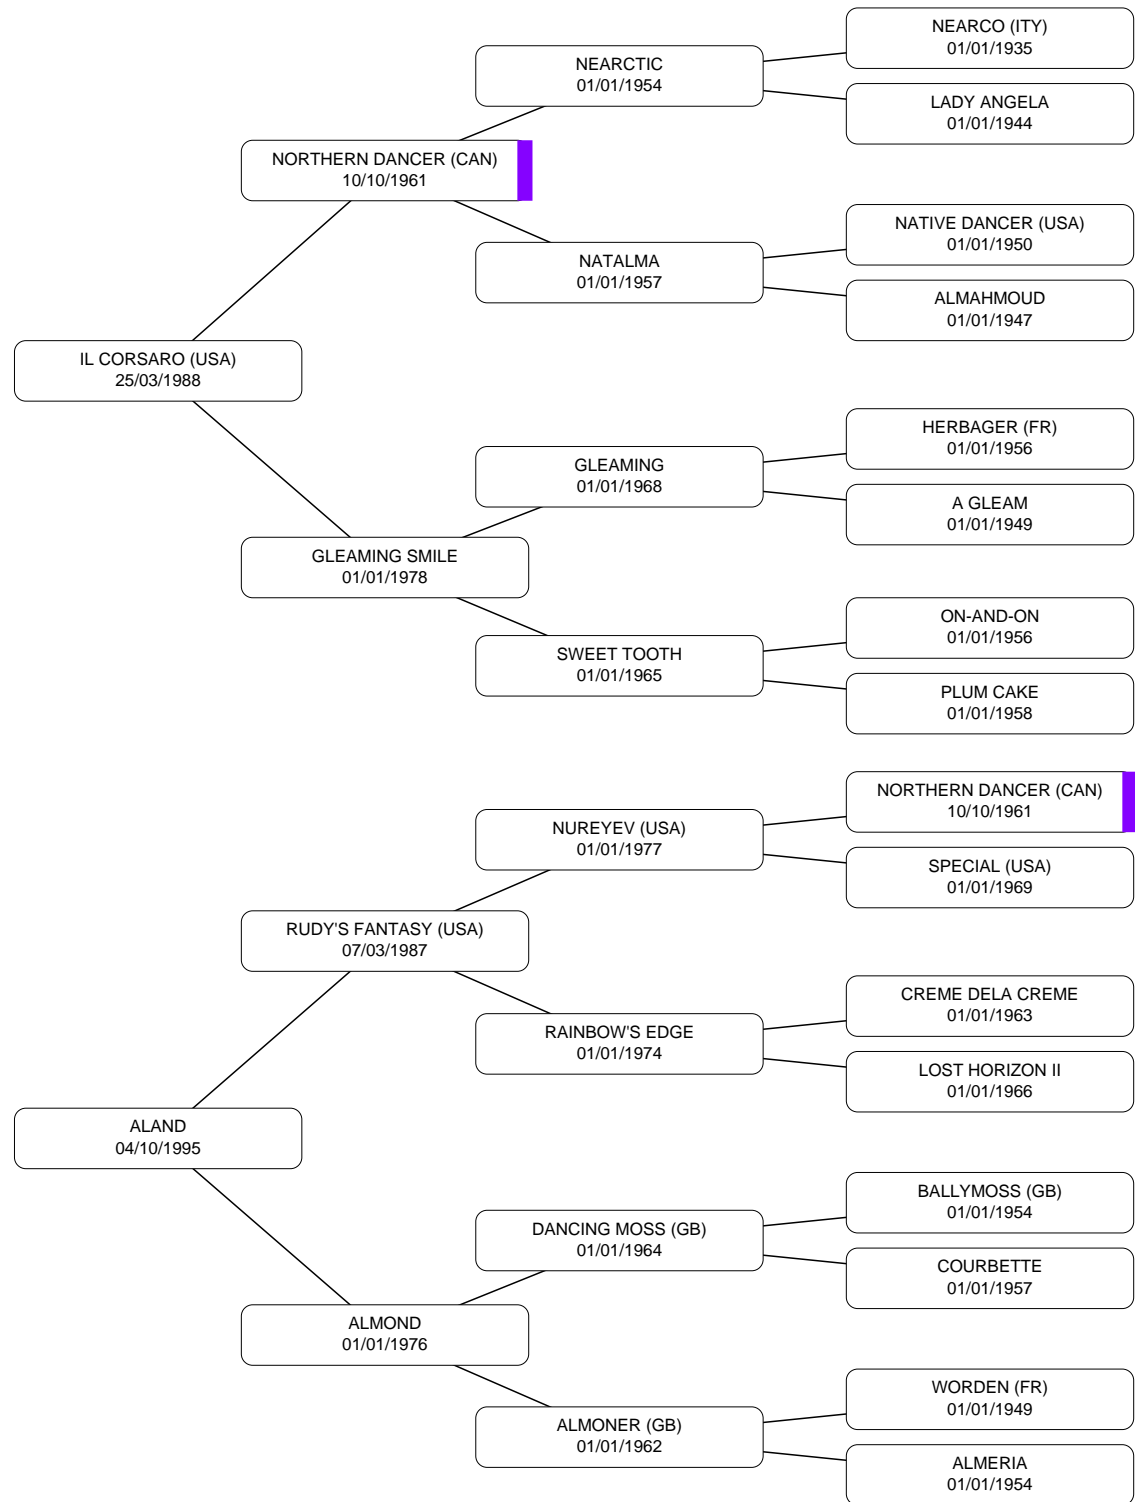 NEARCO (ITY)
01/01/1935
NEARCTIC
01/01/1954
LADY ANGELA
01/01/1944
NORTHERN DANCER (CAN)
10/10/1961
NATIVE DANCER (USA)
01/01/1950
NATALMA
01/01/1957
ALMAHMOUD
01/01/1947
IL CORSARO (USA)
25/03/1988
HERBAGER (FR)
01/01/1956
GLEAMING
01/01/1968
A GLEAM
01/01/1949
GLEAMING SMILE
01/01/1978
ON-AND-ON
01/01/1956
SWEET TOOTH
01/01/1965
PLUM CAKE
01/01/1958
NORTHERN DANCER (CAN)
10/10/1961
NUREYEV (USA)
01/01/1977
SPECIAL (USA)
01/01/1969
RUDY'S FANTASY (USA)
07/03/1987
CREME DELA CREME
01/01/1963
RAINBOW'S EDGE
01/01/1974
LOST HORIZON II
01/01/1966
ALAND
04/10/1995
BALLYMOSS (GB)
01/01/1954
DANCING MOSS (GB)
01/01/1964
COURBETTE
01/01/1957
ALMOND
01/01/1976
WORDEN (FR)
01/01/1949
ALMONER (GB)
01/01/1962
ALMERIA
01/01/1954